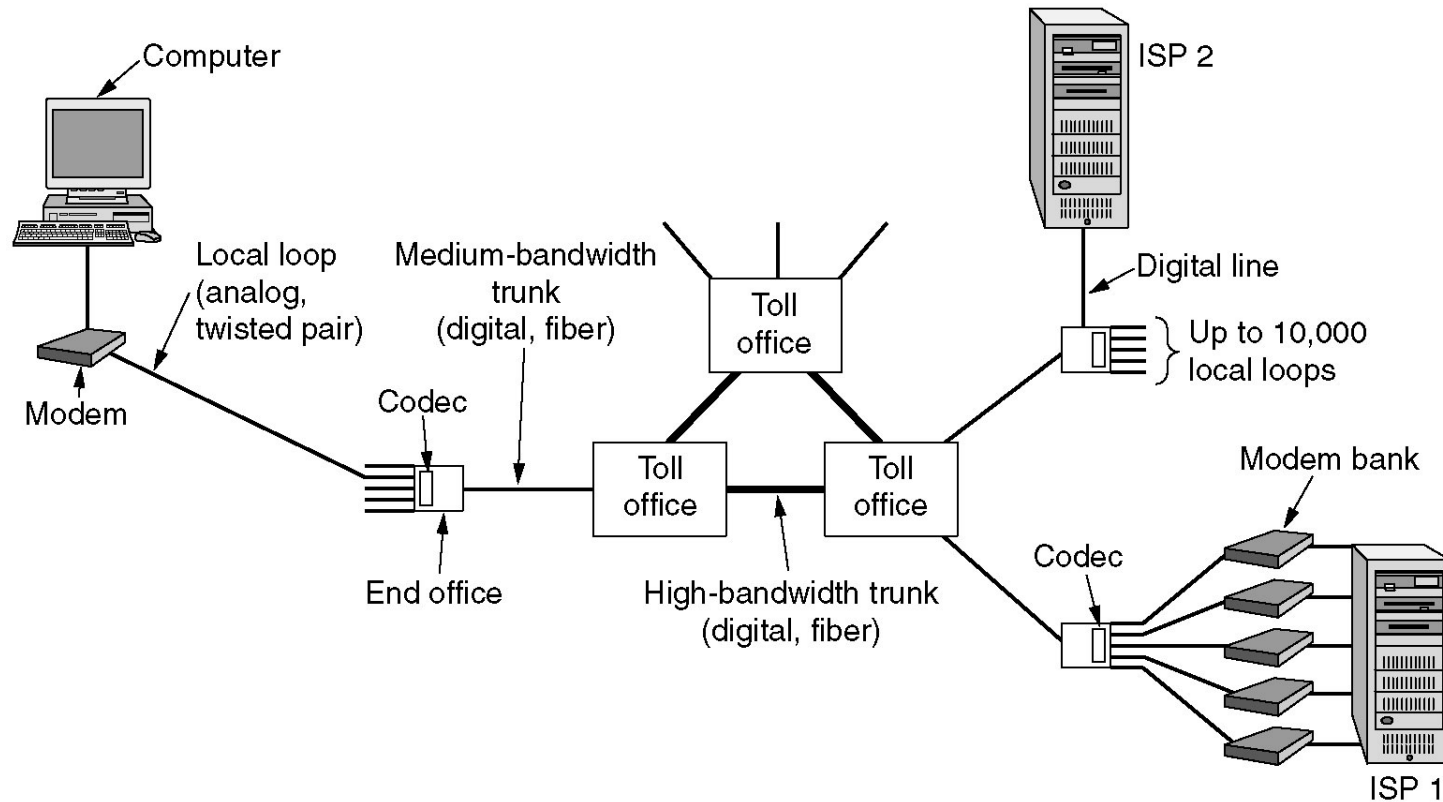 Computer
ISP 2
Local loop
(analog,
twisted pair)
Medium-bandwidth
trunk
(digital, fiber)
Digital line
Toll
office
Up to 10,000
local loops
Modem
Codec
Toll
office
Toll
office
Modem bank
End office
High-bandwidth trunk
(digital, fiber)
Codec
ISP 1